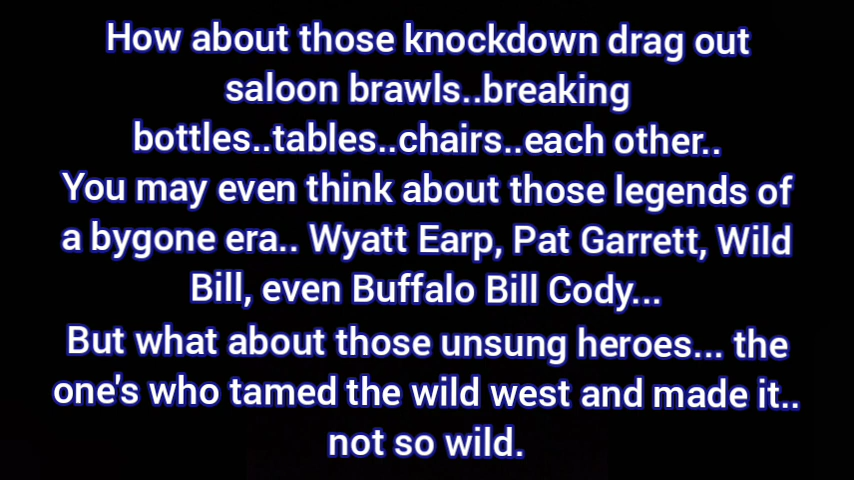 How about those knockdown drag out
saloon brawls..breaking
bottles..tables..chairs..each other..
You may even think about those legends of
a bygone era.. Wyatt Earp, Pat Garrett, Wild
Bill, even Buffalo Bill Cody...
But what about those unsung heroes... the
one's who tamed the wild west and made it..
not so wild.